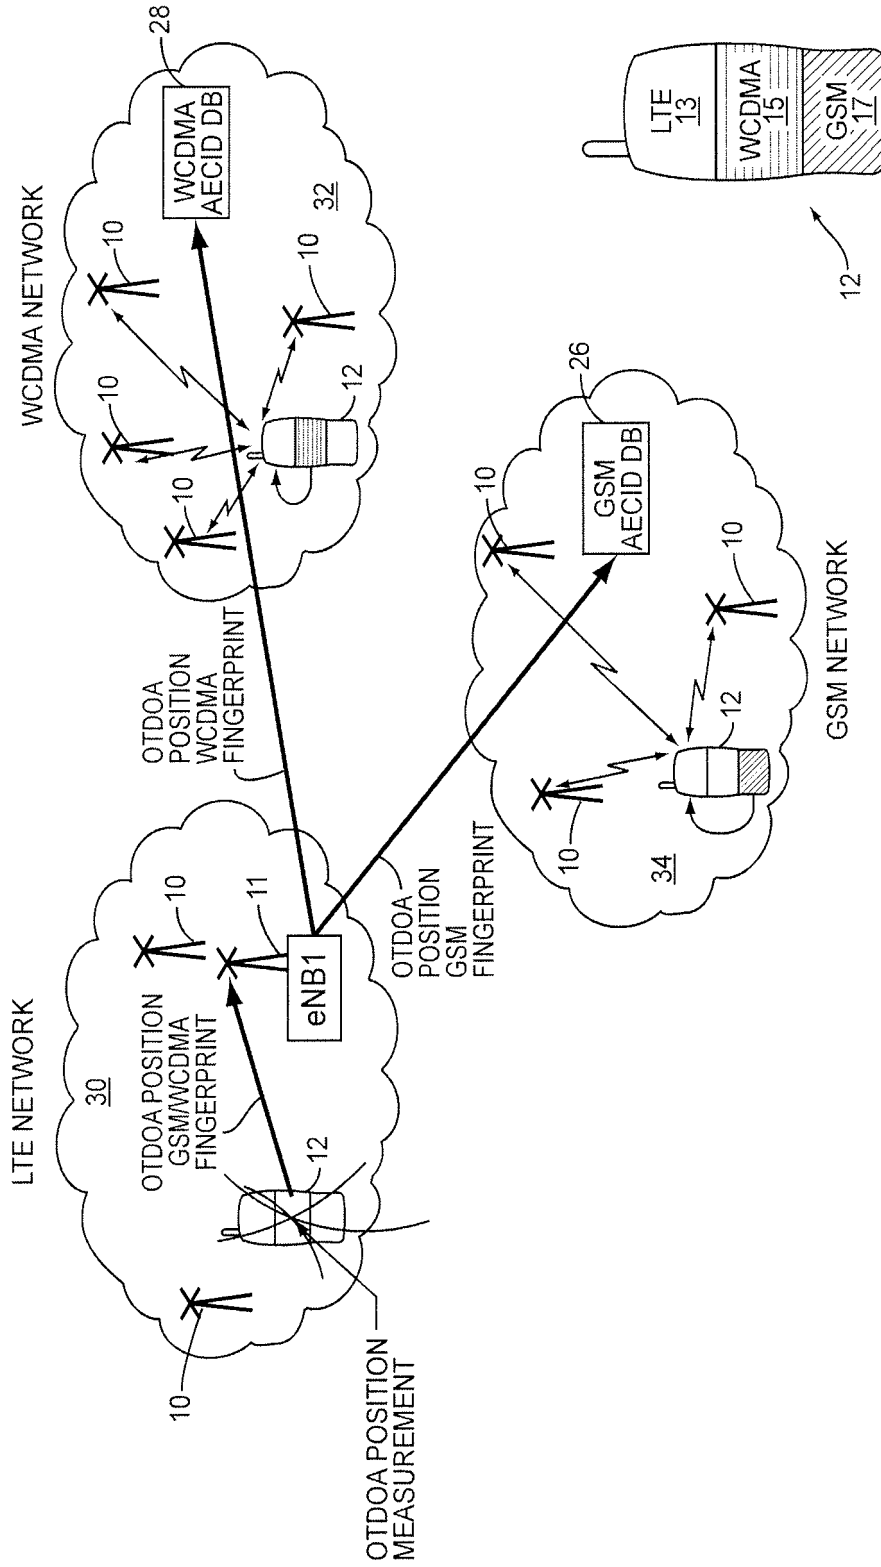 LTE NETWORK
30
OTDOA POSITION
GSM/WCDMA
FINGERPRINT
10
11
10
12
eNB1
OTDOA POSITION
MEASUREMENT
OTDOA
POSITION
WCDMA
FINGERPRINT
OTDOA
POSITION
GSM
FINGERPRINT
WCDMA NETWORK
10
10
10
10
12
28
WCDMA
AECID DB
32
10
10
10
12
26
GSM
AECID DB
34
GSM NETWORK
LTE
13
WCDMA
15
GSM
17
12